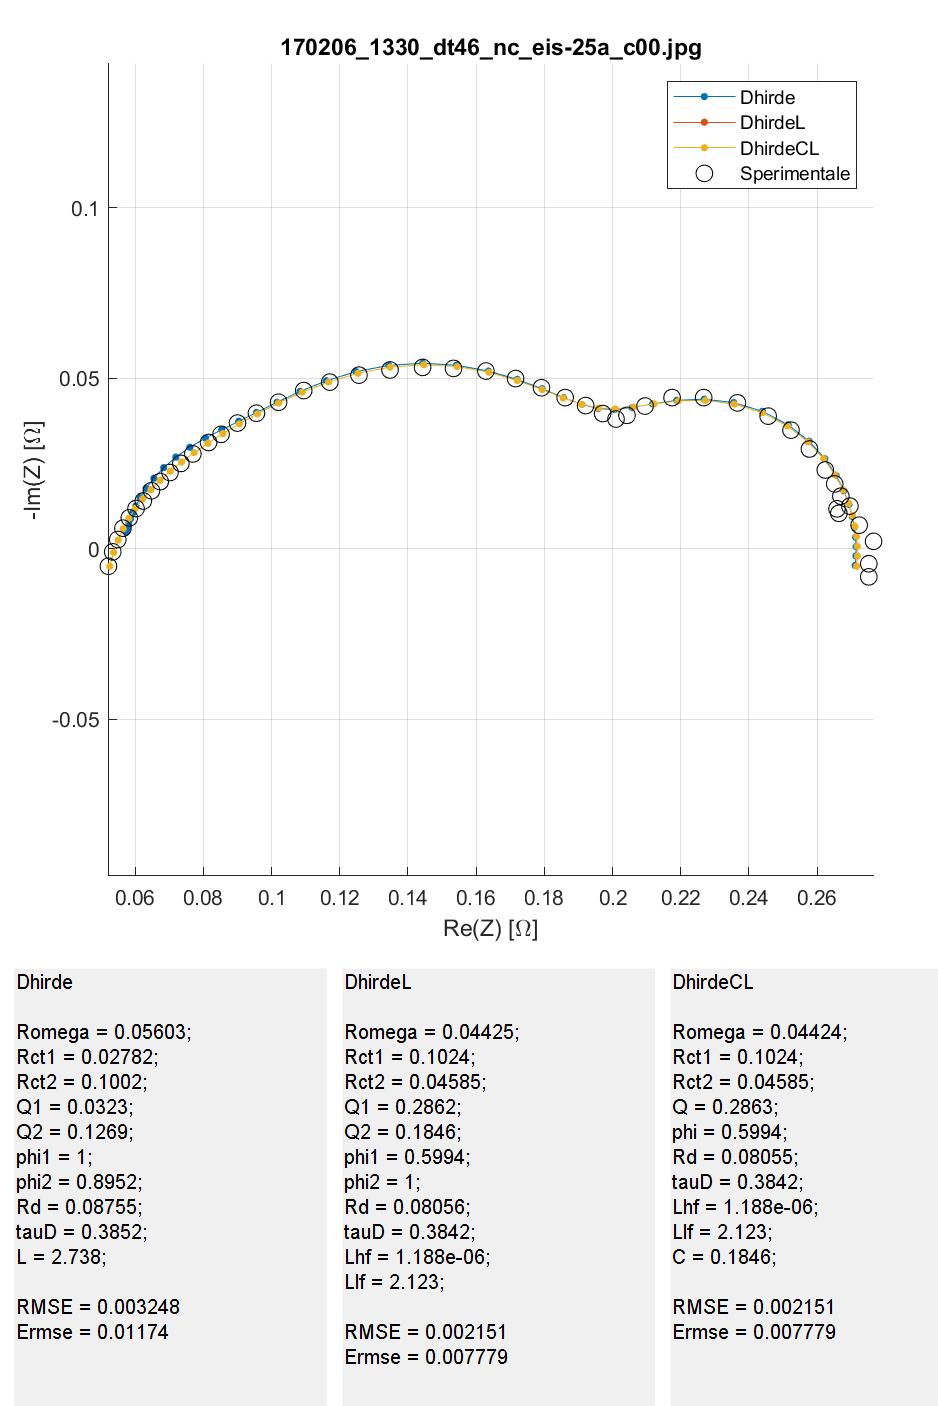 170206_1330_dt46_nc_eis-25a_c00.jpg
Dhirde
DhirdeL
DhirdeCL
Sperimentale
0.1
0.05
0
-0.05
-Im(Z) [Ω]
0.06 0.08 0.1 0.12 0.14 0.16 0.18 0.2 0.22 0.24 0.26
Re(Z) [Ω]
Dhirde
Romega = 0.05603;
Rct1 = 0.02782;
Rct2 = 0.1002;
Q1 = 0.0323;
Q2 = 0.1269;
phi1 = 1;
phi2 = 0.8952;
Rd = 0.08755;
tauD = 0.3852;
L = 2.738;
RMSE = 0.003248
Ermse = 0.01174
DhirdeL
Romega = 0.04425;
Rct1 = 0.1024;
Rct2 = 0.04585;
Q1 = 0.2862;
Q2 = 0.1846;
phi1 = 0.5994;
phi2 = 1;
Rd = 0.08056;
tauD = 0.3842;
Lhf = 1.188e-06;
Llf = 2.123;
RMSE = 0.002151
Ermse = 0.007779
DhirdeCL
Romega = 0.04424;
Rct1 = 0.1024;
Rct2 = 0.04585;
Q = 0.2863;
phi = 0.5994;
Rd = 0.08055;
tauD = 0.3842;
Lhf = 1.188e-06;
Llf = 2.123;
C = 0.1846;
RMSE = 0.002151
Ermse = 0.007779